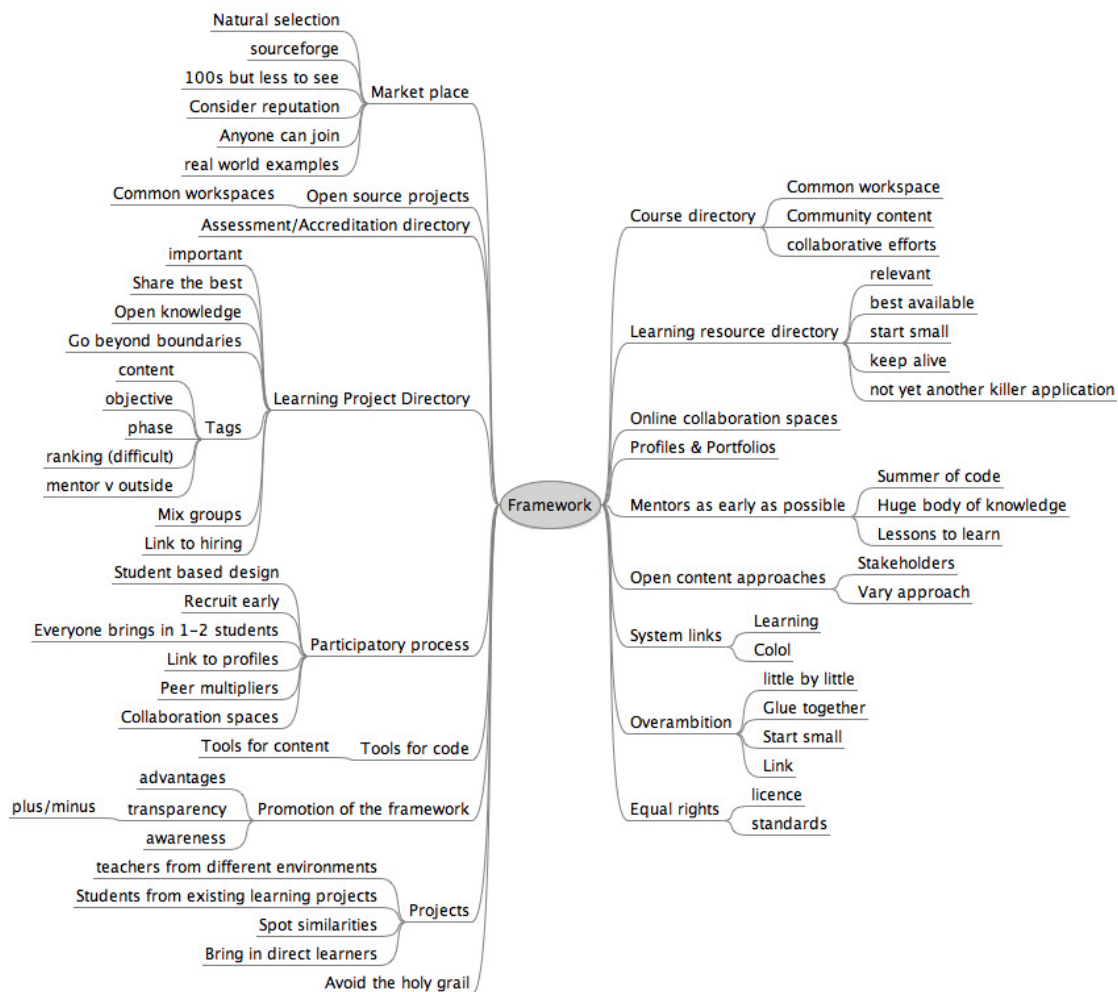 Natural selection
sourceforge
100s but less to see
Consider reputation
Anyone can join
real world examples
Market place
Common workspaces
Open source projects
Assessment/Accreditation directory
important
Share the best
Open knowledge
Go beyond boundaries
content
objective
phase
ranking (difficult)
mentor v outside
Tags
Mix groups
Link to hiring
Learning Project Directory
Student based design
Recruit early
Everyone brings in 1-2 students
Link to profiles
Peer multipliers
Collaboration spaces
Participatory process
Tools for content
Tools for code
advantages
plus/minus
transparency
awareness
Promotion of the framework
teachers from different environments
Students from existing learning projects
Spot similarities
Bring in direct learners
Projects
Avoid the holy grail
Framework
Course directory
Common workspace
Community content
collaborative efforts
Learning resource directory
relevant
best available
start small
keep alive
not yet another killer application
Online collaboration spaces
Profiles & Portfolios
Mentors as early as possible
Summer of code
Huge body of knowledge
Lessons to learn
Open content approaches
Stakeholders
Vary approach
System links
Learning
Colol
Overambition
little by little
Glue together
Start small
Link
Equal rights
licence
standards